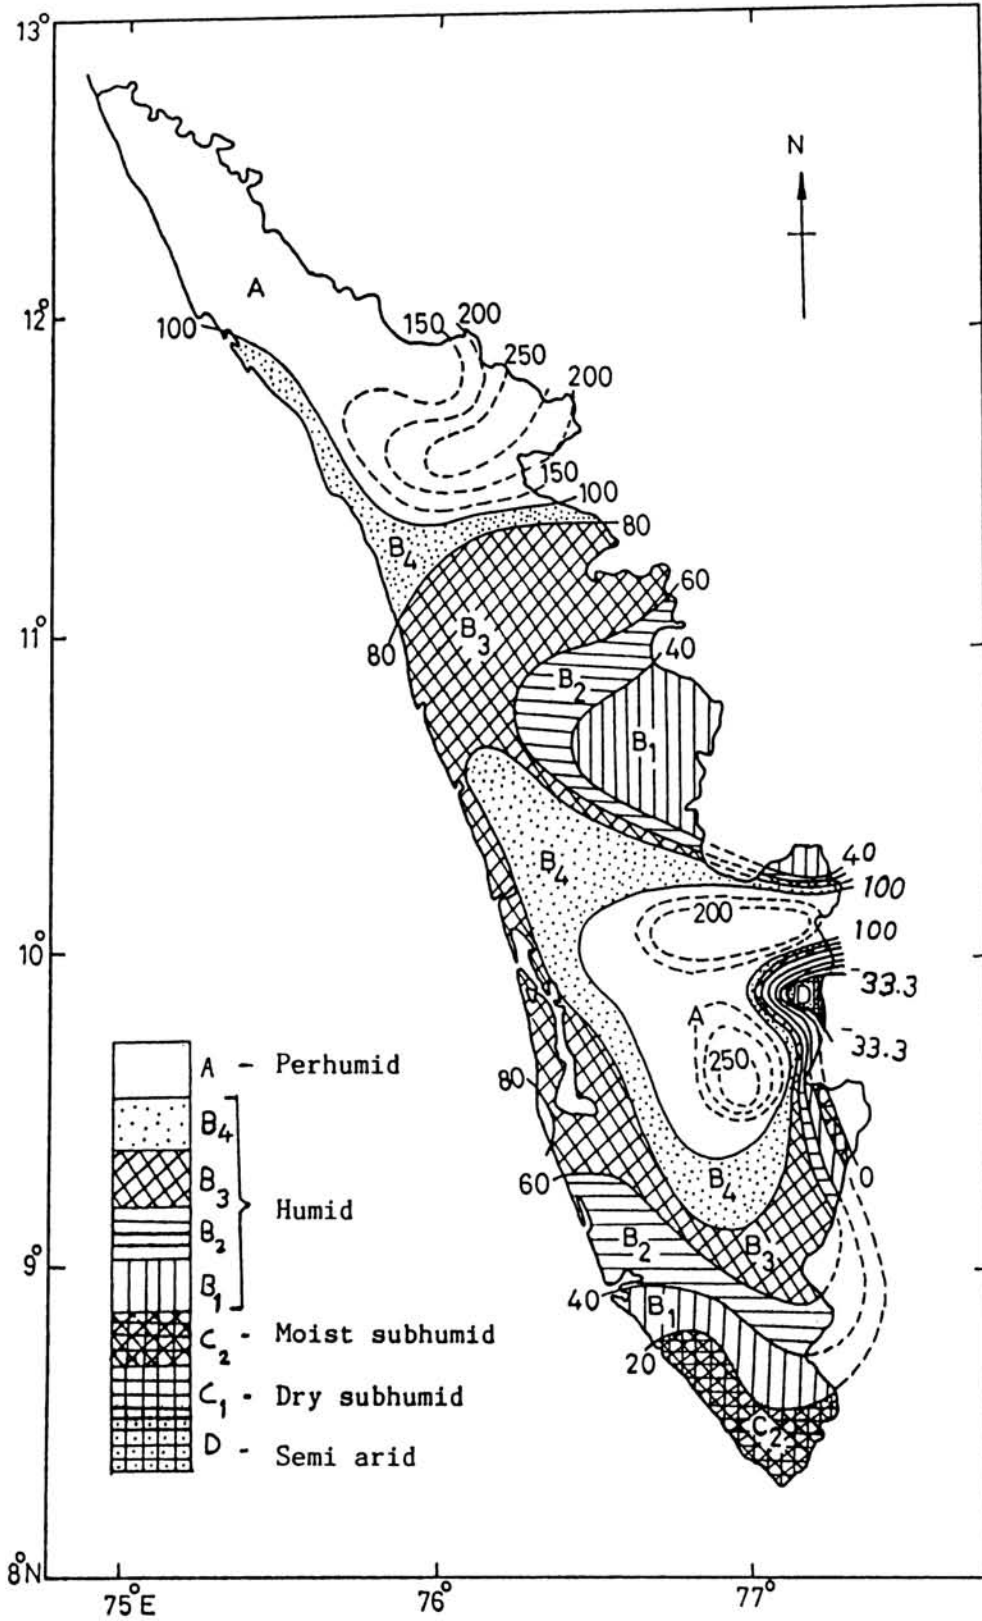 13°
N
A
12°
100
150
200
250
200
150
100
80
B4
60
11°
80
B3
40
B2
B1
B4
40
100
200
100
10°
-33.3
D
A
-33.3
250
80
A - Perhumid
B4
60
B4
0
B3
Humid
B2
B2
B3
9°
B1
40
B1
C2 - Moist subhumid
20
C1 - Dry subhumid
C2
D - Semi arid
8°N
75°E
76°
77°